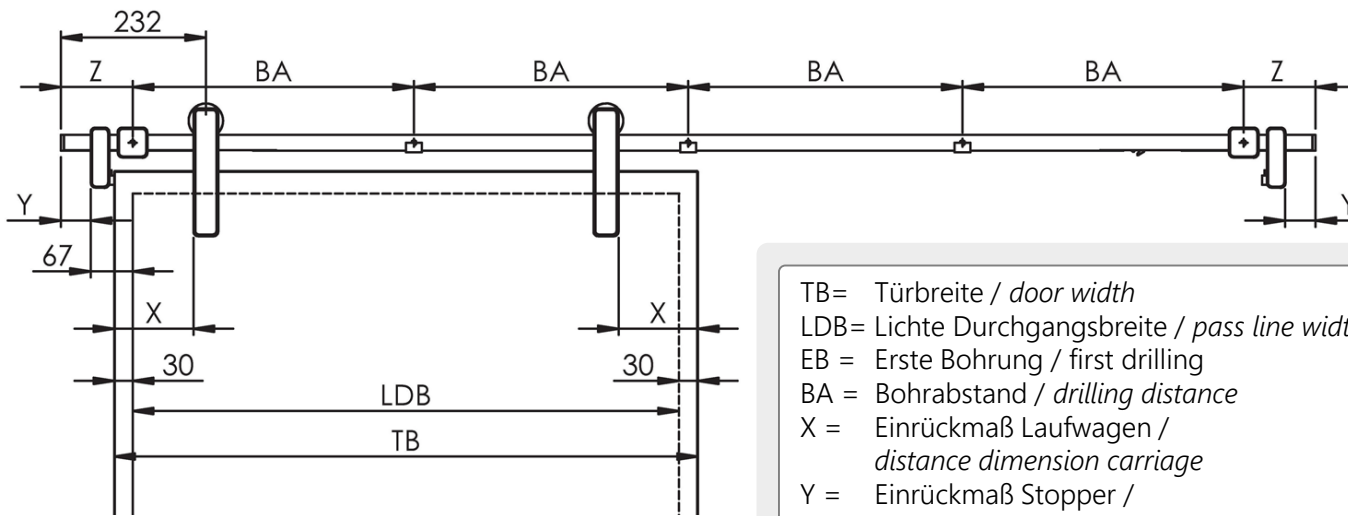 232
Z BA BA BA BA Z
Y Y
67
X X
30 30
LDB
TB
TB= Türbreite / door width
LDB= Lichte Durchgangsbreite / pass line
EB = Erste Bohrung / first drilling
BA = Bohrabstand / drilling distance
X = Einrückmaß Laufwagen /
distance dimension carriage
Y = Einrückmaß Stopper /